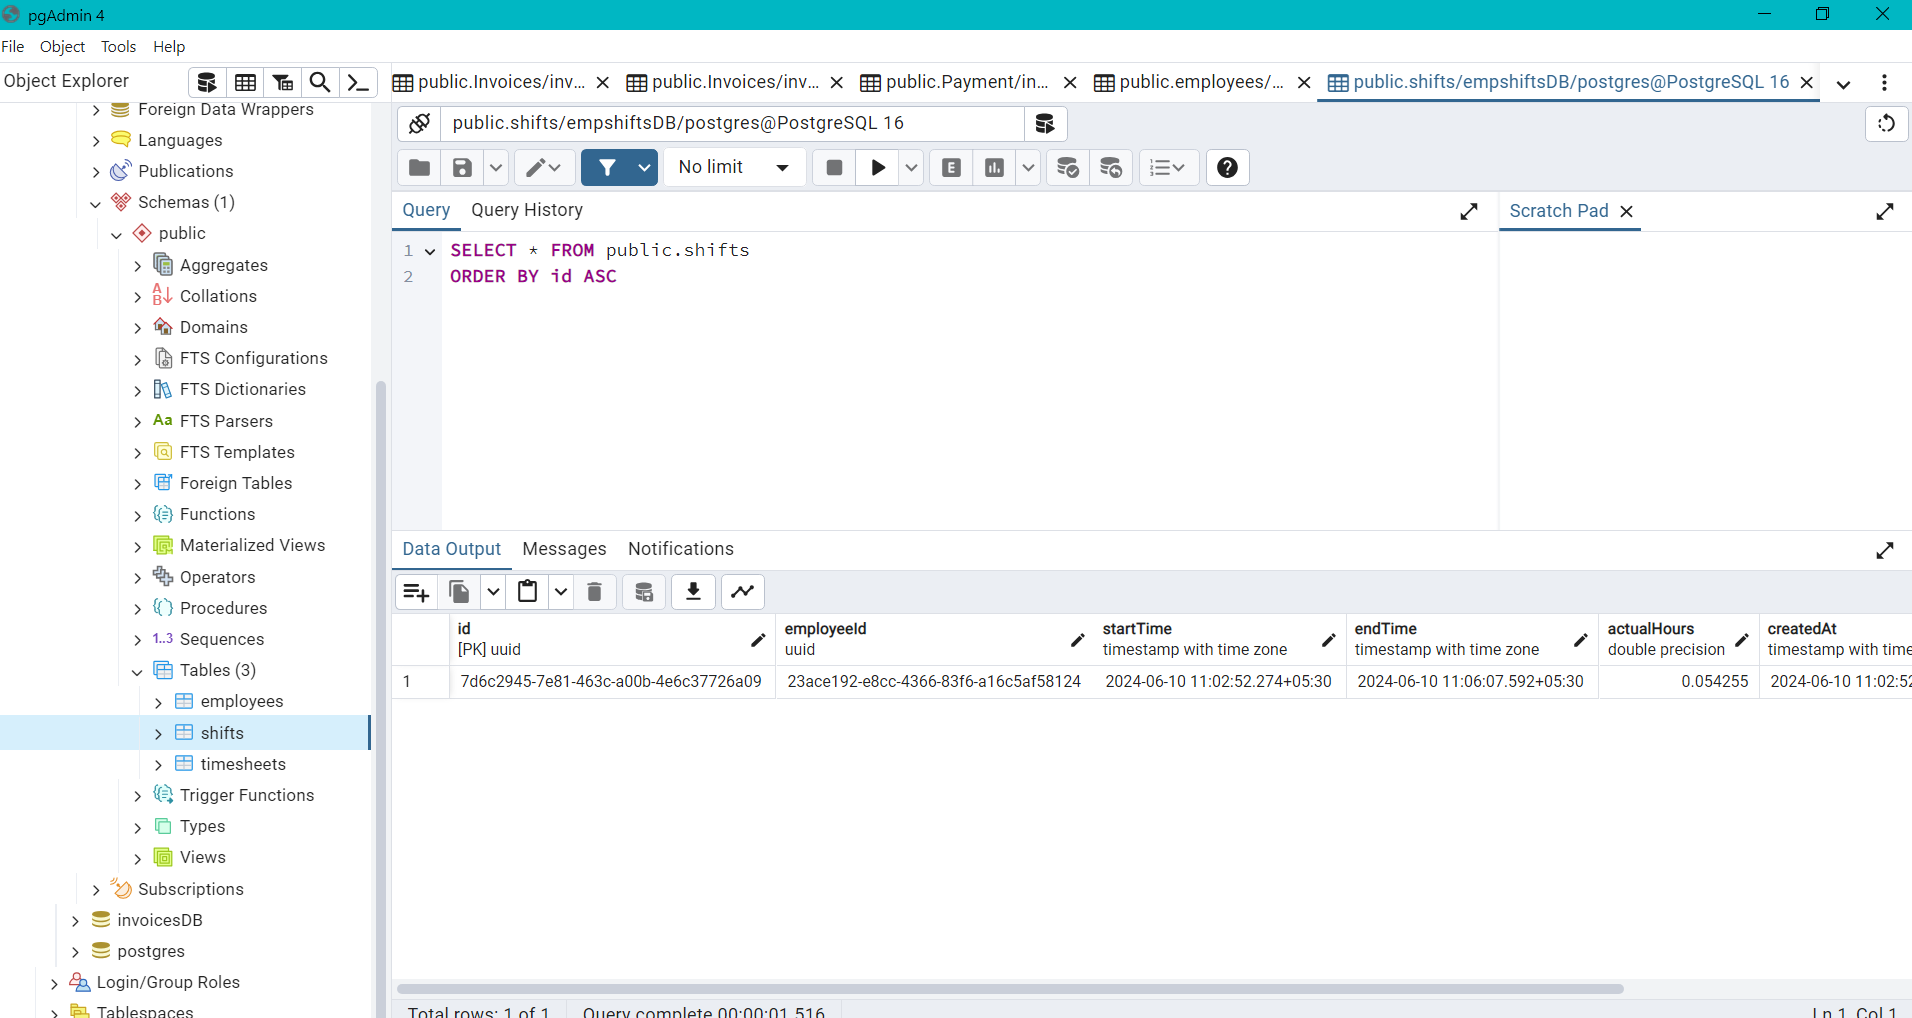 pgAdmin 4
File Object Tools Help
Object Explorer
public.Invoices/inv... public.Invoices/inv... public.Payment/in... public.employees/... public.shifts/empshiftsDB/postgres@PostgreSQL 16
Foreign Data Wrappers
Languages
Publications
Schemas (1)
public
Aggregates
Collations
Domains
FTS Configurations
FTS Dictionaries
Aa FTS Parsers
FTS Templates
Foreign Tables
Functions
Materialized Views
Operators
Procedures
1..3 Sequences
Tables (3)
employees
shifts
timesheets
Trigger Functions
Types
Views
Subscriptions
invoicesDB
postgres
Login/Group Roles
Tablespaces
public.shifts/empshiftsDB/postgres@PostgreSQL 16
No limit
E
Query Query History
Scratch Pad
1 SELECT * FROM public.shifts
2 ORDER BY id ASC
Data Output Messages Notifications
id employeeId startTime endTime actualHours createdAt
[PK] uuid uuid timestamp with time zone timestamp with time zone double precision timestamp with time
1 7d6c2945-7e81-463c-a00b-4e6c37726a09 23ace192-e8cc-4366-83f6-a16c5af58124 2024-06-10 11:02:52.274+05:30 2024-06-10 11:06:07.592+05:30 0.054255 2024-06-10 11:02:52
Total rows: 1 of 1 Query complete 00:00:01.516 Ln 1, Col 1